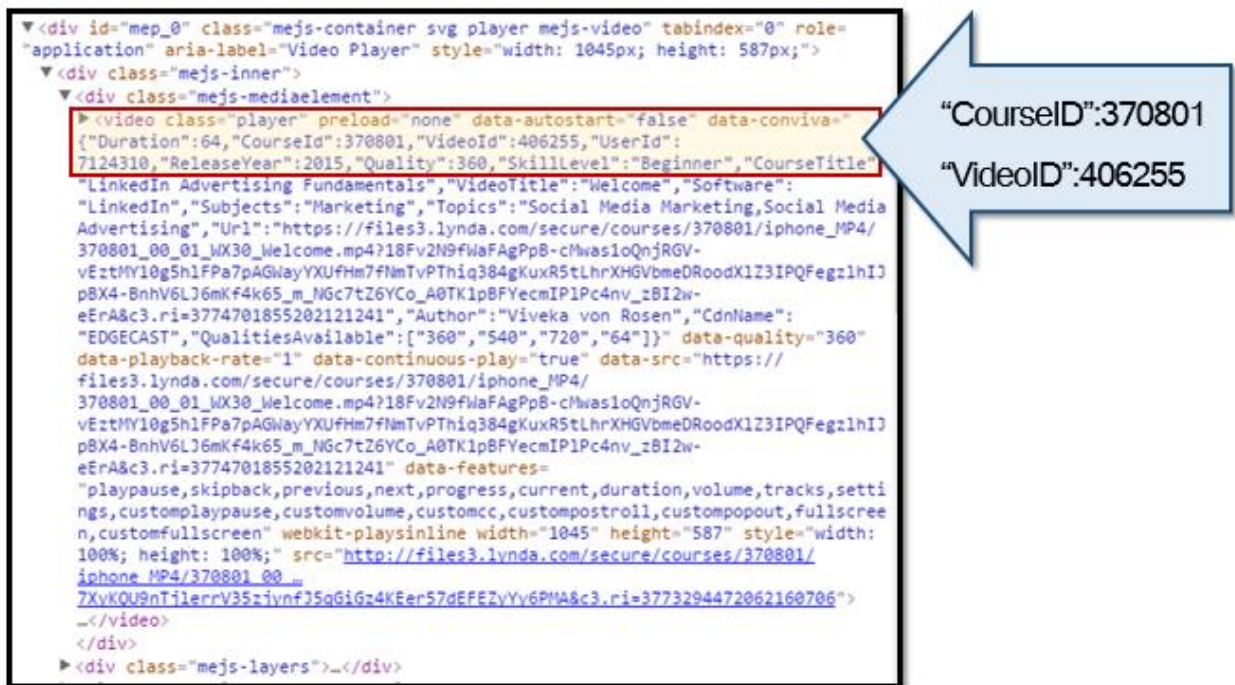 ▼<div id="mep_0" class="mejs-container svg player mejs-video" tabindex="0" role=
"application" aria-label="Video Player" style="width: 1045px; height: 587px;">
▼<div class="mejs-inner">
▼<div class="mejs-mediaelement">
▶<video class="player" preload="none" data-autostart="false" data-conviva="
{"Duration":64,"CourseId":370801,"VideoId":406255,"UserId":
7124310,"ReleaseYear":2015,"Quality":360,"SkillLevel":"Beginner","CourseTitle"
"LinkedIn Advertising Fundamentals","VideoTitle":"Welcome","Software":
"LinkedIn","Subjects":"Marketing","Topics":"Social Media Marketing,Social Media
Advertising","Url":"https://files3.lynda.com/secure/courses/370801/iphone_MP4/
370801_00_01_WX30_Welcome.mp4?18Fv2N9fWaFAgPpB-cMwas1oQnjRGV-
vEztMY10g5hlFPa7pAGWayYXUfHm7fNmTvPThiq384gKuxR5tLhrXHGVbmeDRoodX1Z3IPQFegzlhIJ
pBX4-BnhV6LJ6mKf4k65_m_NGc7tZ6YCo_A0TK1pBFYecmIPlPc4nv_zBI2w-
eErA&c3.ri=3774701855202121241","Author":"Viveka von Rosen","CdnName":
"EDGECAST","QualitiesAvailable":["360","540","720","64"]}" data-quality="360"
data-playback-rate="1" data-continuous-play="true" data-src="https://
files3.lynda.com/secure/courses/370801/iphone_MP4/
370801_00_01_WX30_Welcome.mp4?18Fv2N9fWaFAgPpB-cMwas1oQnjRGV-
vEztMY10g5hlFPa7pAGWayYXUfHm7fNmTvPThiq384gKuxR5tLhrXHGVbmeDRoodX1Z3IPQFegzlhIJ
pBX4-BnhV6LJ6mKf4k65_m_NGc7tZ6YCo_A0TK1pBFYecmIPlPc4nv_zBI2w-
eErA&c3.ri=3774701855202121241" data-features=
"playpause,skipback,previous,next,progress,current,duration,volume,tracks,setti
ngs,customplaypause,customvolume,customcc,custompostroll,custompopout,fullscree
n,customfullscreen" webkit-playsinline width="1045" height="587" style="width:
100%; height: 100%;" src="http://files3.lynda.com/secure/courses/370801/
iphone_MP4/370801_00_…
7XyKQU9nTj1errV35zjynfJ5qGiGz4KEer57dEFEZyYy6PMA&c3.ri=3773294472062160706">
…</video>
</div>
▶<div class="mejs-layers">…</div>
“CourseID”:370801
“VideoID”:406255